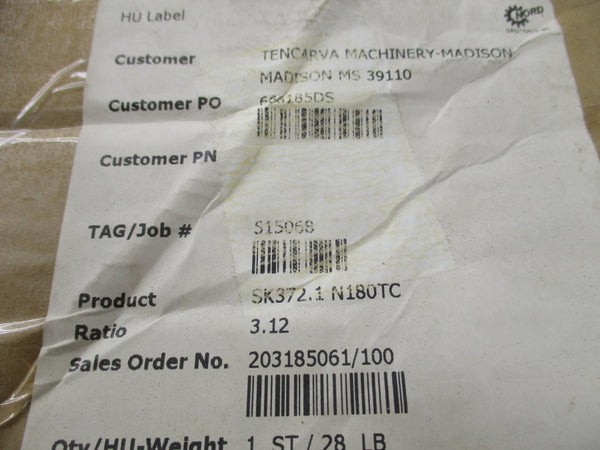 HU Label
NORD
Customer TENCARVA MACHINERY-MADISON
MADISON MS 39110
Customer PO 666185DS
Customer PN
TAG/Job # 515068
Product SK372.1 N180TC
Ratio 3.12
Sales Order No. 203185061/100
Qty/HU-Weight 1 ST / 28 LB